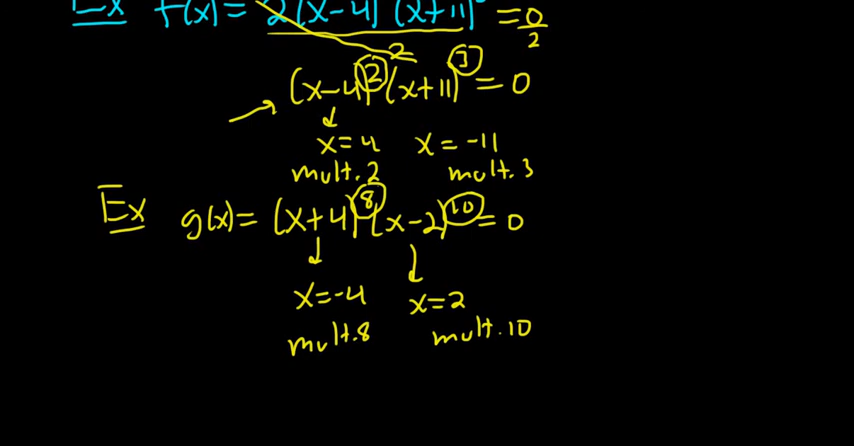 Ex f(x) = 2(x-4) (x+11) = 0
2 2
(x-4)² (x+11)³ = 0
x = 4 x = -11
mult. 2 mult. 3
Ex g(x) = (x+4)⁸ (x-2)¹⁰ = 0
x = -4 x = 2
mult. 8 mult. 10